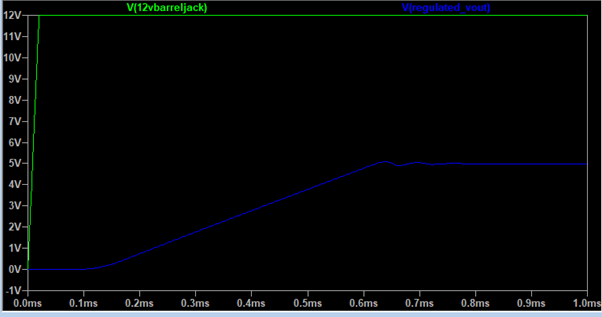 V(12vbarreljack) V(regulated_vout)
12V
11V
10V
9V
8V
7V
6V
5V
4V
3V
2V
1V
0V
-1V
0.0ms 0.1ms 0.2ms 0.3ms 0.4ms 0.5ms 0.6ms 0.7ms 0.8ms 0.9ms 1.0ms